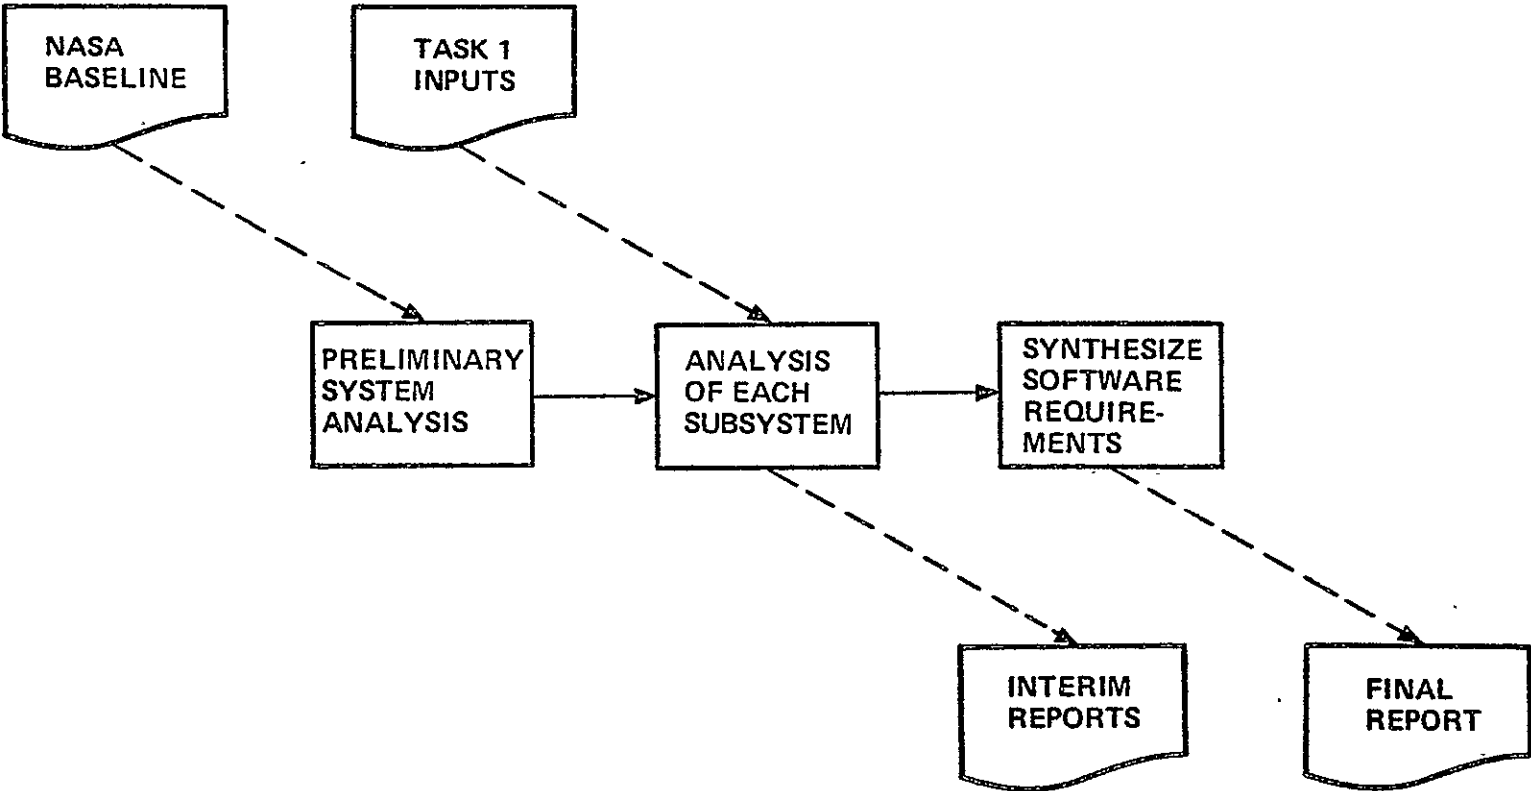 NASA
BASELINE
TASK 1
INPUTS
PRELIMINARY
SYSTEM
ANALYSIS
ANALYSIS
OF EACH
SUBSYSTEM
SYNTHESIZE
SOFTWARE
REQUIRE-
MENTS
INTERIM
REPORTS
FINAL
REPORT